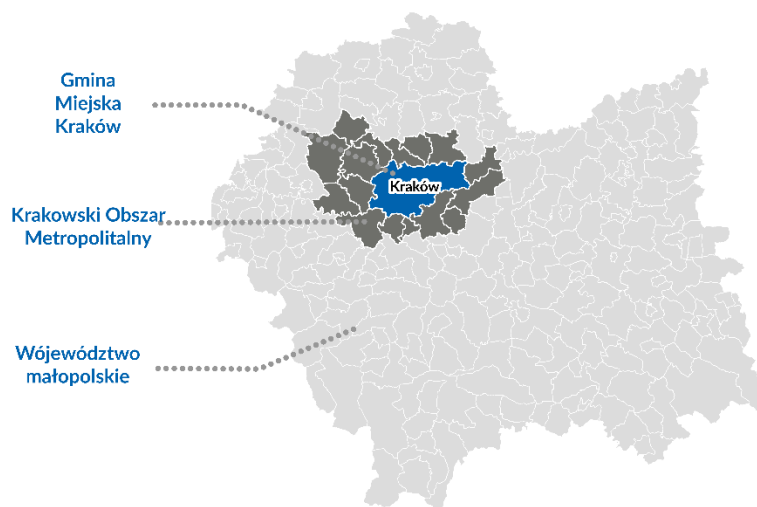 Gmina
Miejska
Kraków
Kraków
Krakowski Obszar
Metropolitalny
Wójewództwo
małopolskie